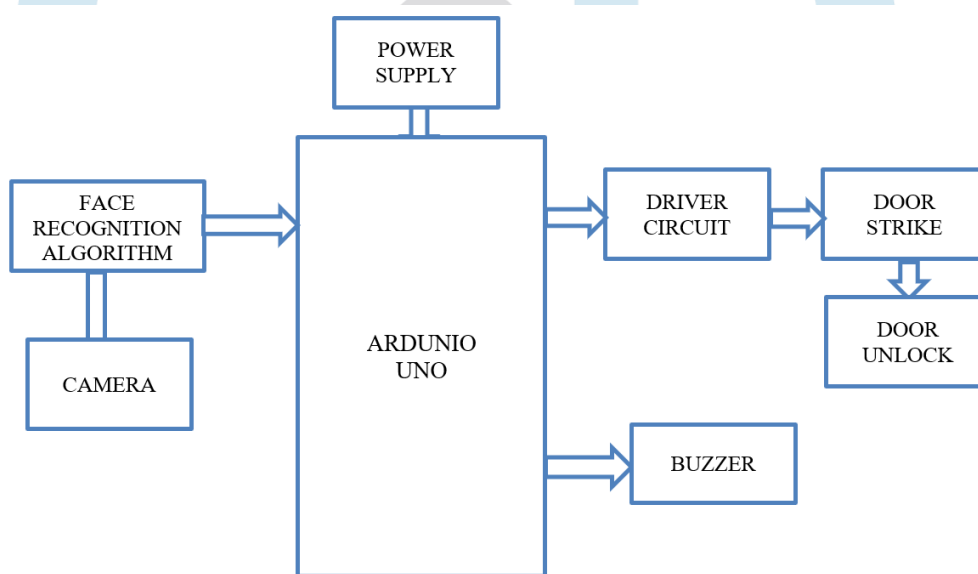 POWER
SUPPLY
FACE
RECOGNITION
ALGORITHM
DRIVER
CIRCUIT
DOOR
STRIKE
ARDUNIO
UNO
DOOR
UNLOCK
CAMERA
BUZZER